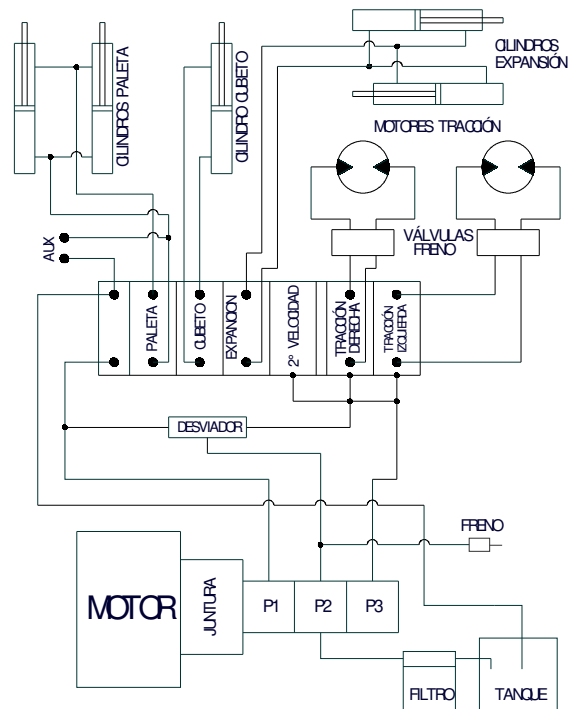 CILINDROS PALETA
CILINDRO CUBETO
CILINDROS
EXPANSIÓN
MOTORES TRACCIÓN
VÁLVULAS
FRENO
AUX
PALETA
CUBETO
EXPANCION
2° VELOCIDAD
TRACCIÓN
DERECHA
TRACCIÓN
IZQUIERDA
DESVIADOR
FRENO
MOTOR
JUNTURA
P1
P2
P3
FILTRO
TANQUE